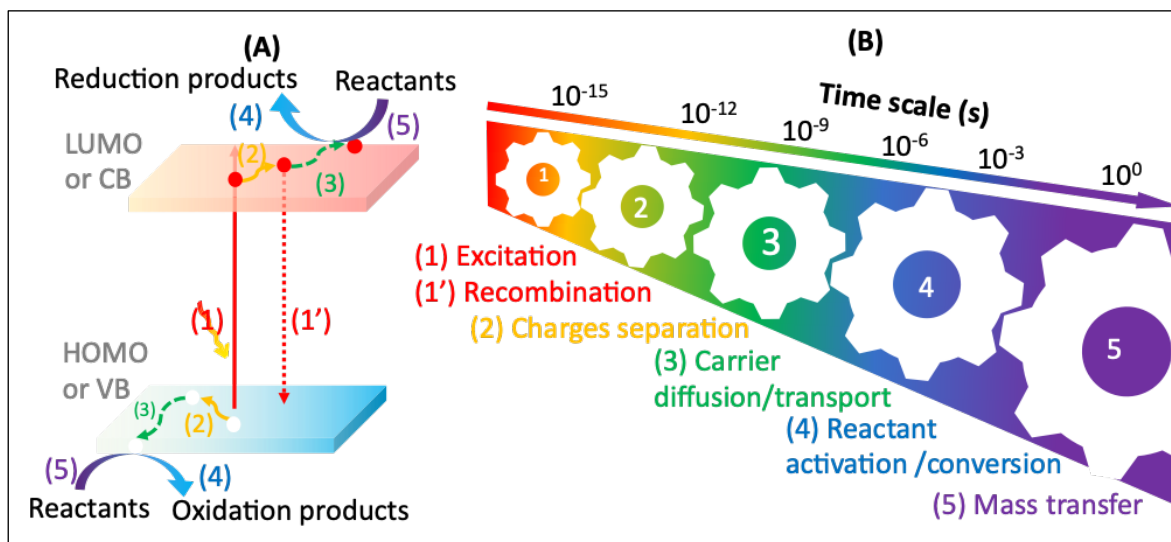 (A)
Reduction products
Reactants
(4)
(5)
LUMO
or CB
(2)
(3)
(1)
(1')
HOMO
or VB
(3)
(2)
(5)
(4)
Reactants
Oxidation products
(B)
Time scale (s)
10⁻¹⁵
10⁻¹²
10⁻⁹
10⁻⁶
10⁻³
10⁰
1
2
3
4
5
(1) Excitation
(1') Recombination
(2) Charges separation
(3) Carrier
diffusion/transport
(4) Reactant
activation /conversion
(5) Mass transfer